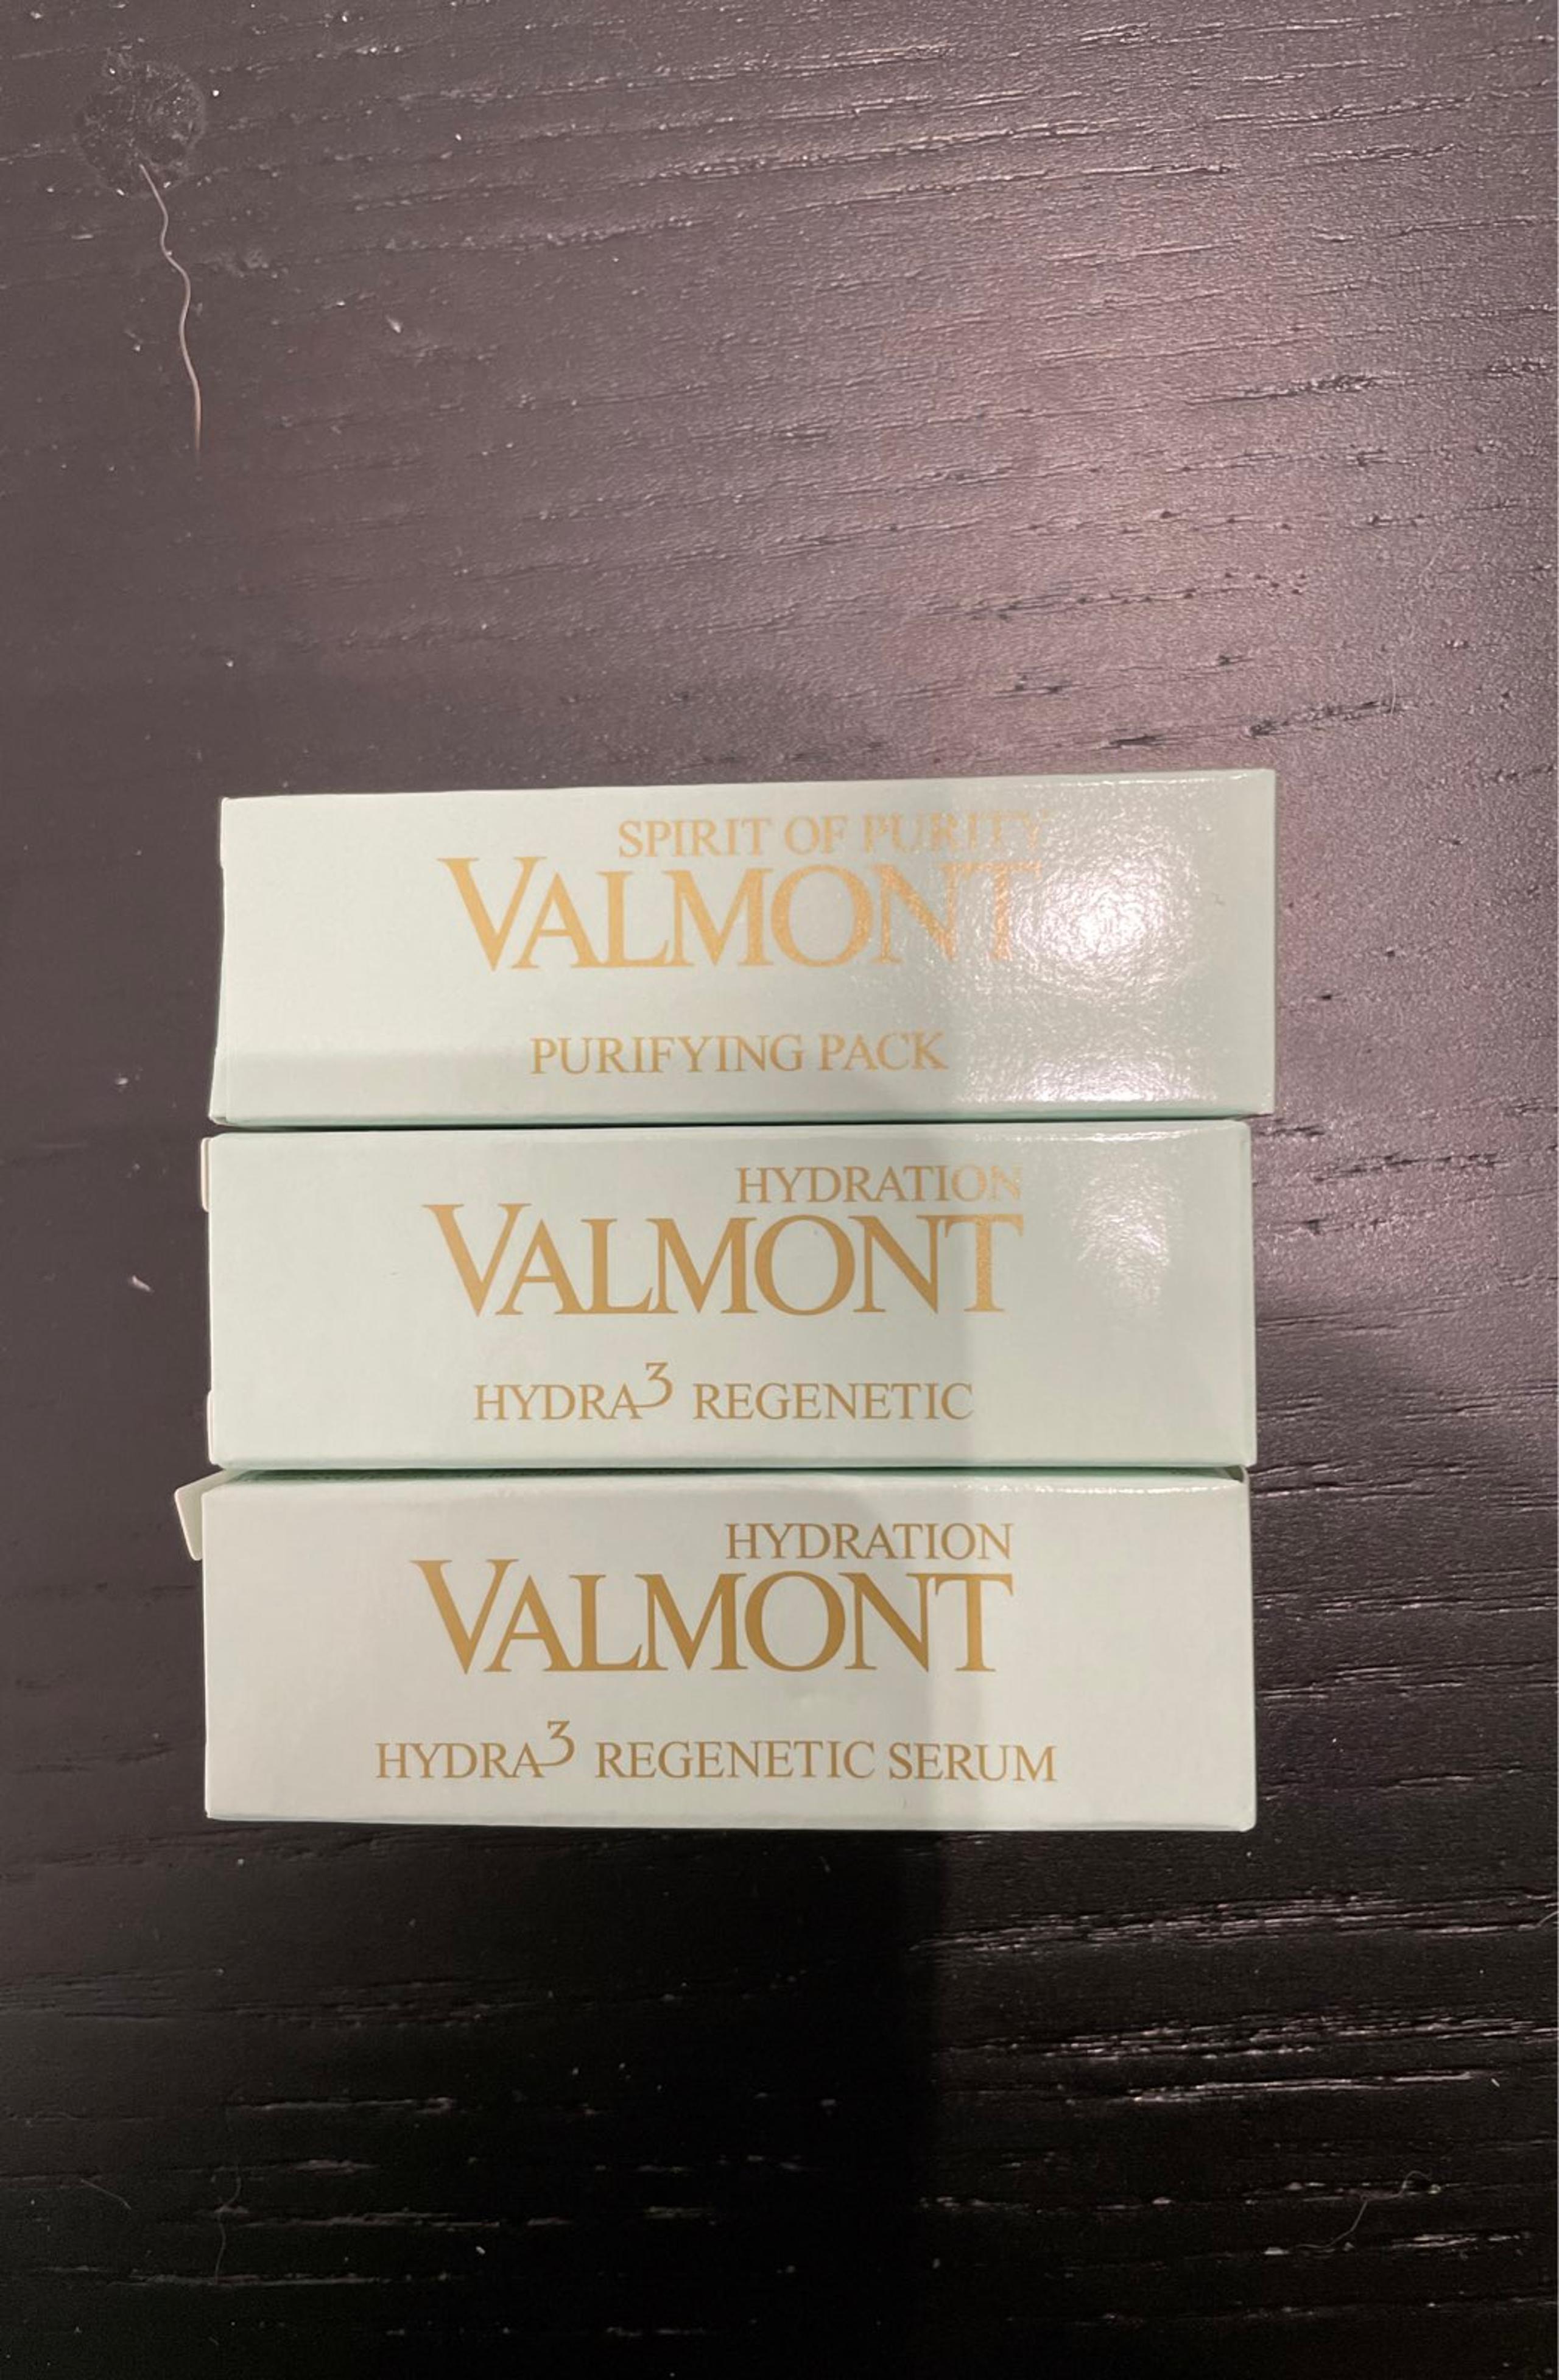 SPIRIT OF PURITY
VALMONT
PURIFYING PACK
HYDRATION
VALMONT
HYDRA³ REGENETIC
HYDRATION
VALMONT
HYDRA³ REGENETIC SERUM